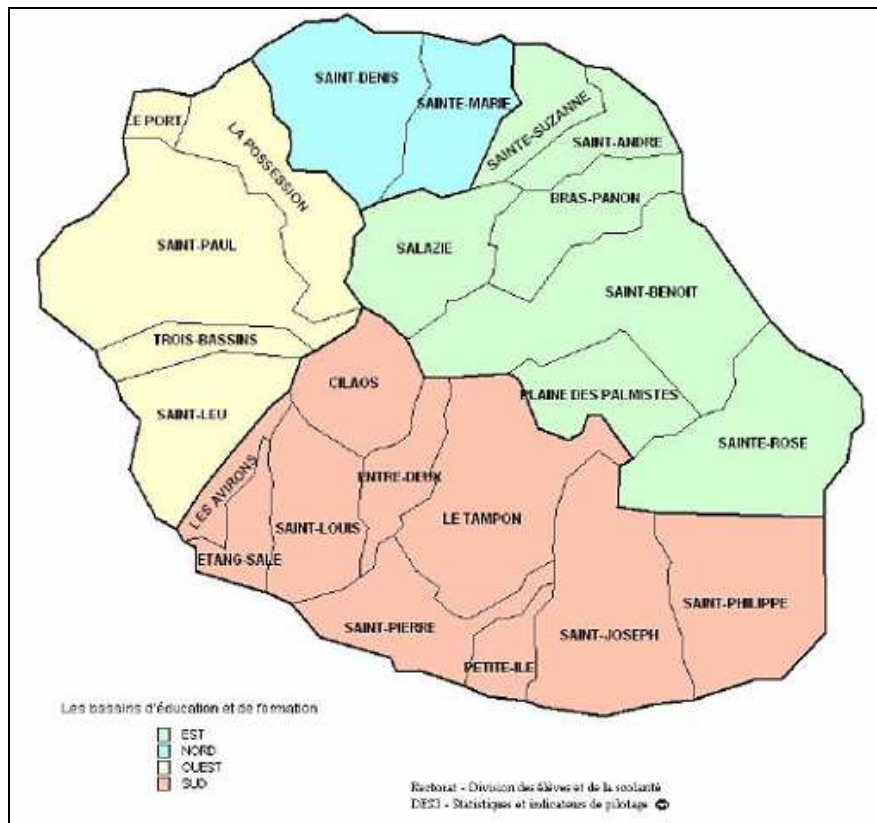 SAINT-DENIS
SAINTE-MARIE
LE PORT
LA POSSESSION
SAINTE-SUZANNE
SAINT-ANDRE
BRAS-PANON
SAINT-PAUL
SALAZIE
SAINT-BENOIT
TROIS-BASSINS
CILAOS
PLAINE DES PALMISTES
SAINT-LEU
SAINTE-ROSE
LES AVIRONS
ENTRE-DEUX
SAINT-LOUIS
LE TAMPON
ETANG-SALE
SAINT-PHILIPPE
SAINT-PIERRE
SAINT-JOSEPH
PETITE-ILE
Les bassins d'éducation et de formation
EST
NORD
OUEST
SUD
Rectorat - Division des élèves et de la scolarité
DES3 - Statistiques et indicateurs de pilotage